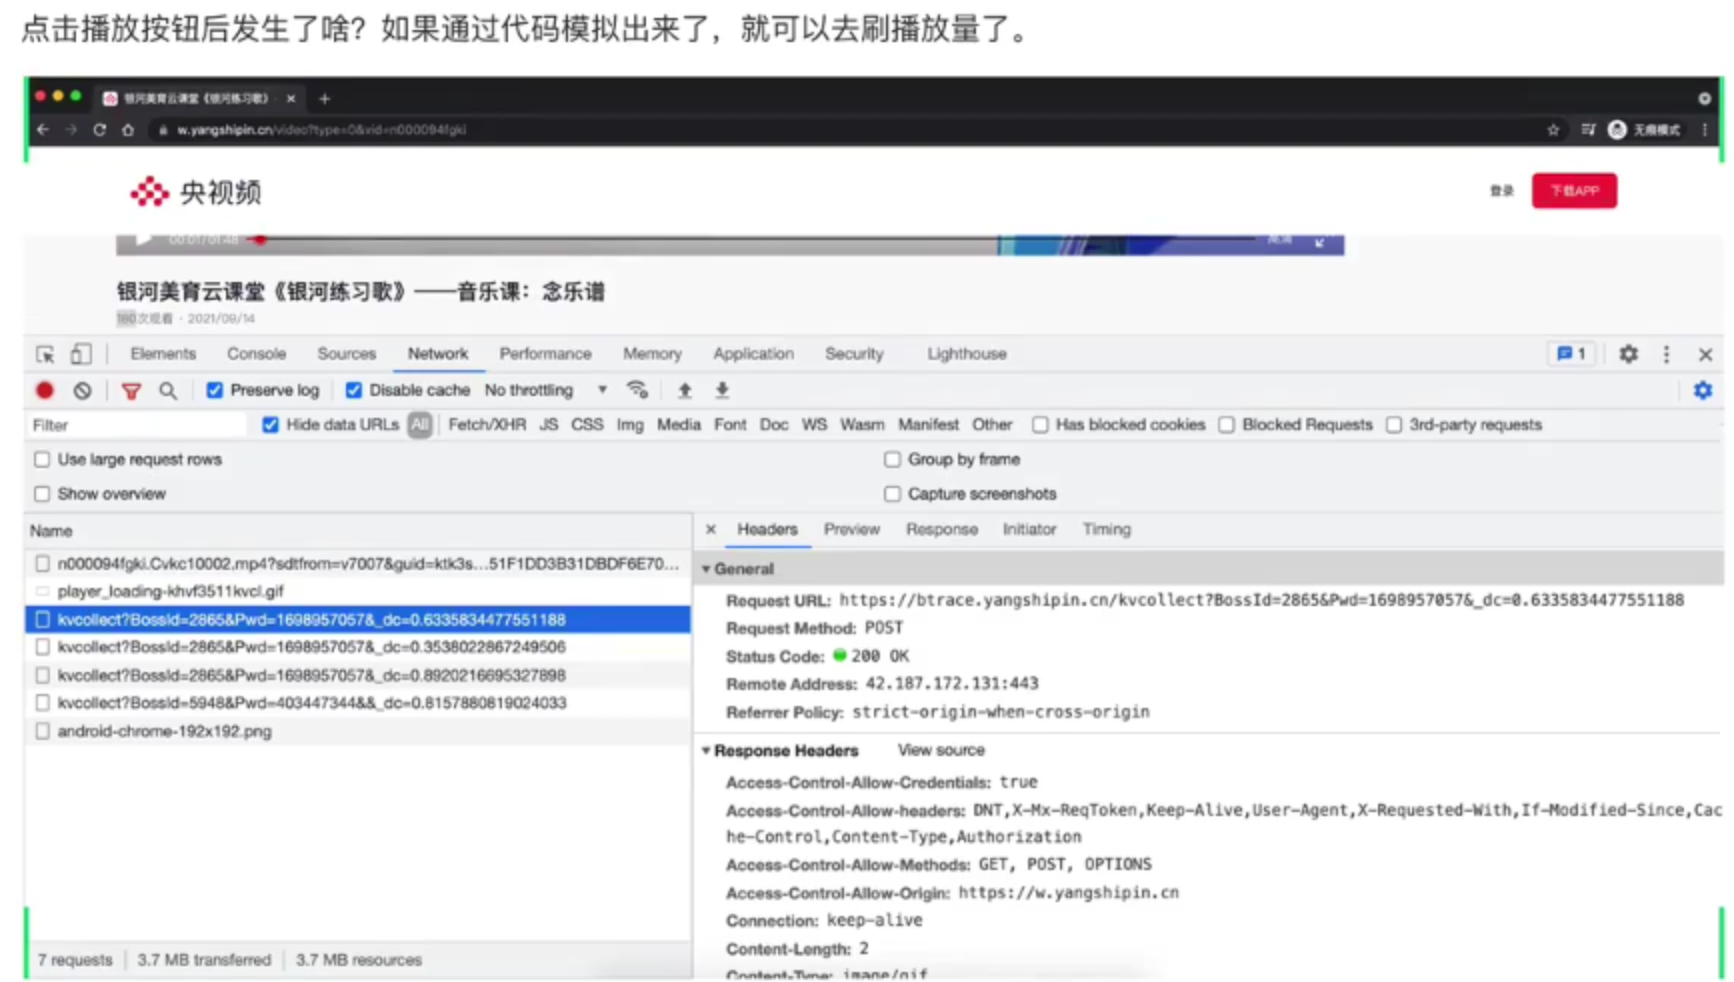 点击播放按钮后发生了啥？如果通过代码模拟出来了，就可以去刷播放量了。
银河美育云课堂《银河练习歌》
w.yangshipin.cn/video?type=0&vid=n000094fgki
无痕模式
央视频
登录
下载APP
00:01/01:48
高清
银河美育云课堂《银河练习歌》——音乐课：念乐谱
160次观看 · 2021/09/14
Elements Console Sources Network Performance Memory Application Security Lighthouse 1
Preserve log Disable cache No throttling
Filter Hide data URLs All Fetch/XHR JS CSS Img Media Font Doc WS Wasm Manifest Other Has blocked cookies Blocked Requests 3rd-party requests
Use large request rows Group by frame
Show overview Capture screenshots
Name
n000094fgki.Cvkc10002.mp4?sdtfrom=v7007&guid=ktk3s...51F1DD3B31DBDF6E70...
player_loading-khvf3511kvcl.gif
kvcollect?BossId=2865&Pwd=1698957057&_dc=0.6335834477551188
kvcollect?BossId=2865&Pwd=1698957057&_dc=0.3538022867249506
kvcollect?BossId=2865&Pwd=1698957057&_dc=0.8920216695327898
kvcollect?BossId=5948&Pwd=403447344&&_dc=0.8157880819024033
android-chrome-192x192.png
7 requests 3.7 MB transferred 3.7 MB resources
Headers Preview Response Initiator Timing
General
Request URL: https://btrace.yangshipin.cn/kvcollect?BossId=2865&Pwd=1698957057&_dc=0.6335834477551188
Request Method: POST
Status Code: 200 OK
Remote Address: 42.187.172.131:443
Referrer Policy: strict-origin-when-cross-origin
Response Headers View source
Access-Control-Allow-Credentials: true
Access-Control-Allow-headers: DNT,X-Mx-ReqToken,Keep-Alive,User-Agent,X-Requested-With,If-Modified-Since,Cac
he-Control,Content-Type,Authorization
Access-Control-Allow-Methods: GET, POST, OPTIONS
Access-Control-Allow-Origin: https://w.yangshipin.cn
Connection: keep-alive
Content-Length: 2
Content-Type: image/gif